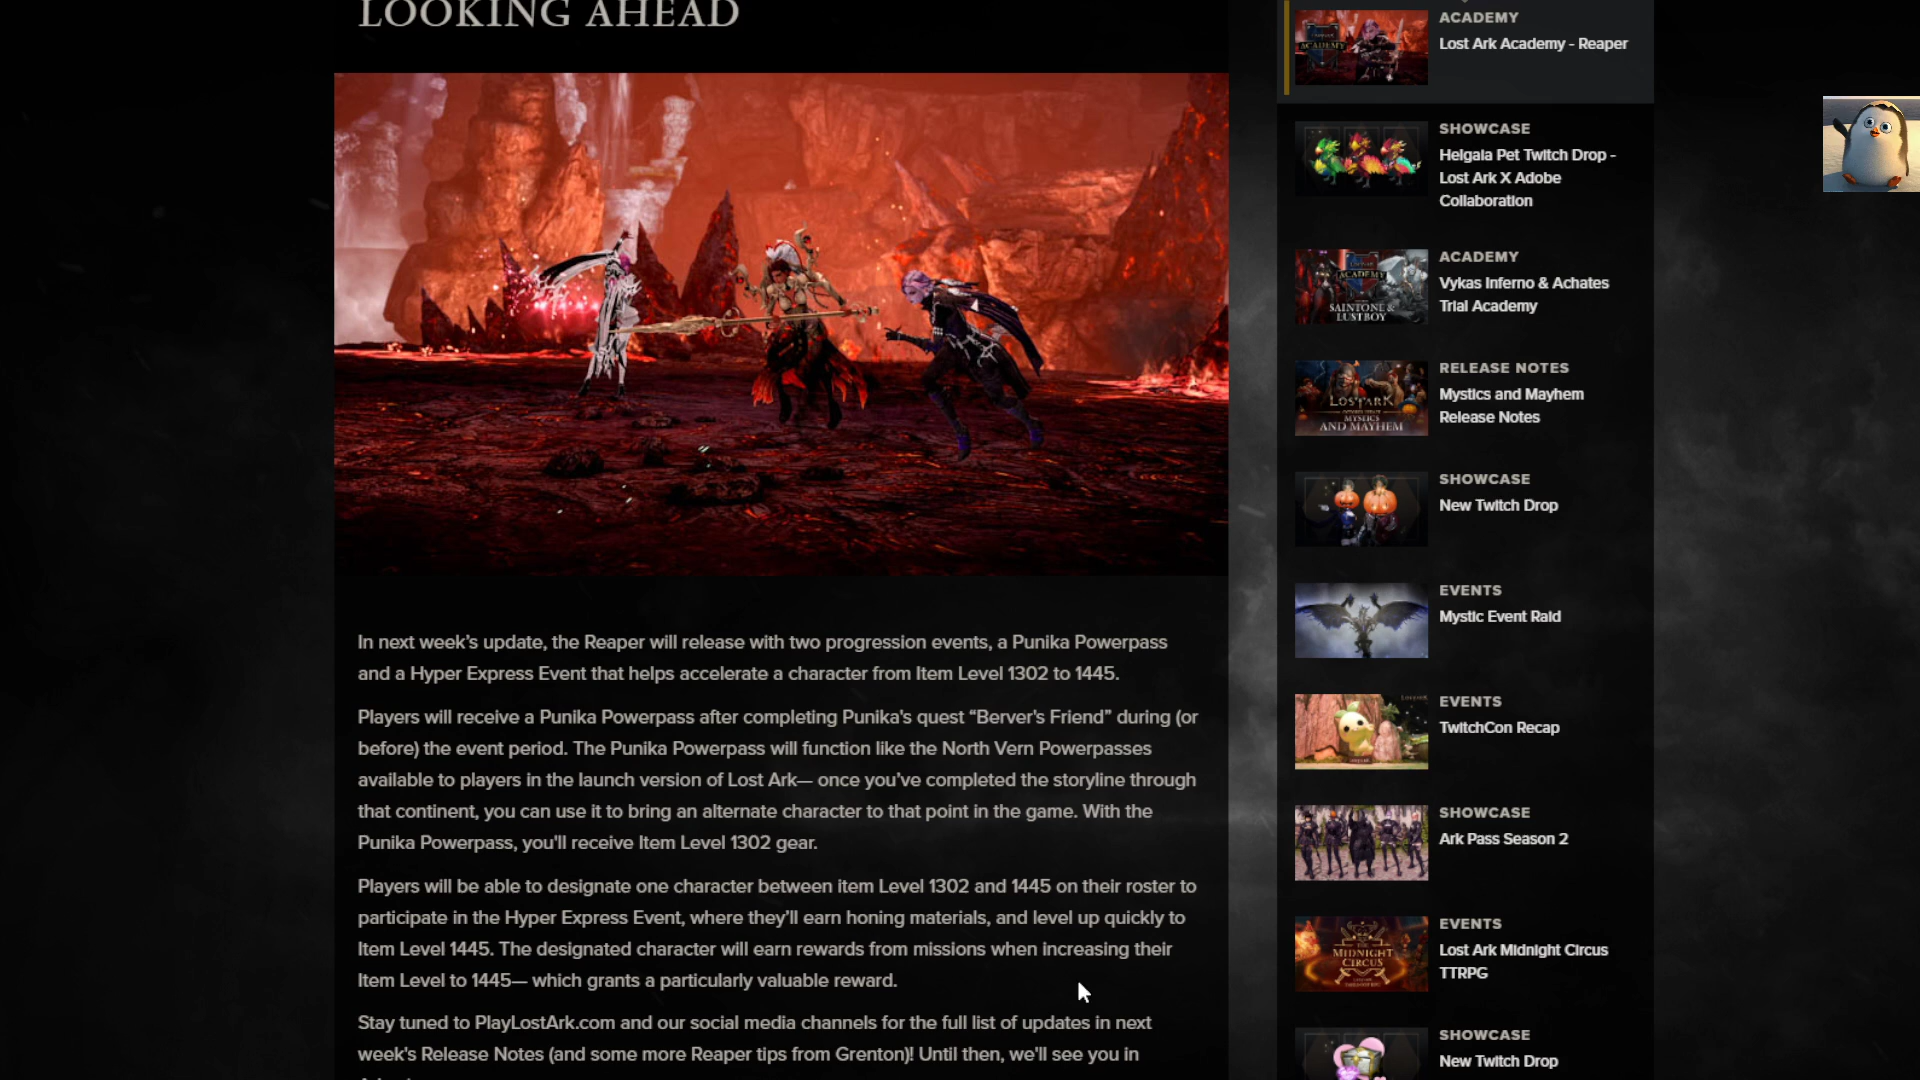 LOOKING AHEAD
In next week's update, the Reaper will release with two progression events, a Punika Powerpass
and a Hyper Express Event that helps accelerate a character from Item Level 1302 to 1445.
Players will receive a Punika Powerpass after completing Punika's quest “Berver's Friend” during (or
before) the event period. The Punika Powerpass will function like the North Vern Powerpasses
available to players in the launch version of Lost Ark— once you've completed the storyline through
that continent, you can use it to bring an alternate character to that point in the game. With the
Punika Powerpass, you'll receive Item Level 1302 gear.
Players will be able to designate one character between item Level 1302 and 1445 on their roster to
participate in the Hyper Express Event, where they'll earn honing materials, and level up quickly to
Item Level 1445. The designated character will earn rewards from missions when increasing their
Item Level to 1445— which grants a particularly valuable reward.
Stay tuned to PlayLostArk.com and our social media channels for the full list of updates in next
week's Release Notes (and some more Reaper tips from Grenton)! Until then, we'll see you in
ACADEMY
ACADEMY
Lost Ark Academy - Reaper
SHOWCASE
Helgaia Pet Twitch Drop -
Lost Ark X Adobe
Collaboration
ACADEMY
SAINTONE &
LUSTBOY
ACADEMY
Vykas Inferno & Achates
Trial Academy
LOSTARK
MYSTICS
AND MAYHEM
RELEASE NOTES
Mystics and Mayhem
Release Notes
SHOWCASE
New Twitch Drop
EVENTS
Mystic Event Raid
EVENTS
TwitchCon Recap
SHOWCASE
Ark Pass Season 2
THE
MIDNIGHT
CIRCUS
EVENTS
Lost Ark Midnight Circus
TTRPG
SHOWCASE
New Twitch Drop